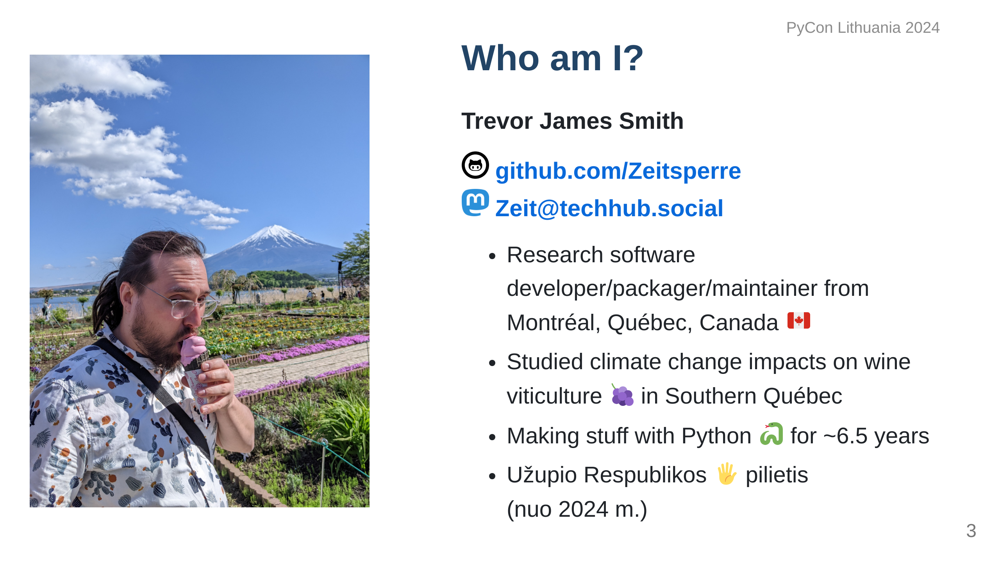 PyCon Lithuania 2024
Who am I?
Trevor James Smith
github.com/Zeitsperre
Zeit@techhub.social
• Research software
developer/packager/maintainer from
Montréal, Québec, Canada 🇨🇦
• Studied climate change impacts on wine
viticulture 🍇 in Southern Québec
• Making stuff with Python 🐍 for ~6.5 years
• Užupio Respublikos 🖐 pilietis
(nuo 2024 m.)
3